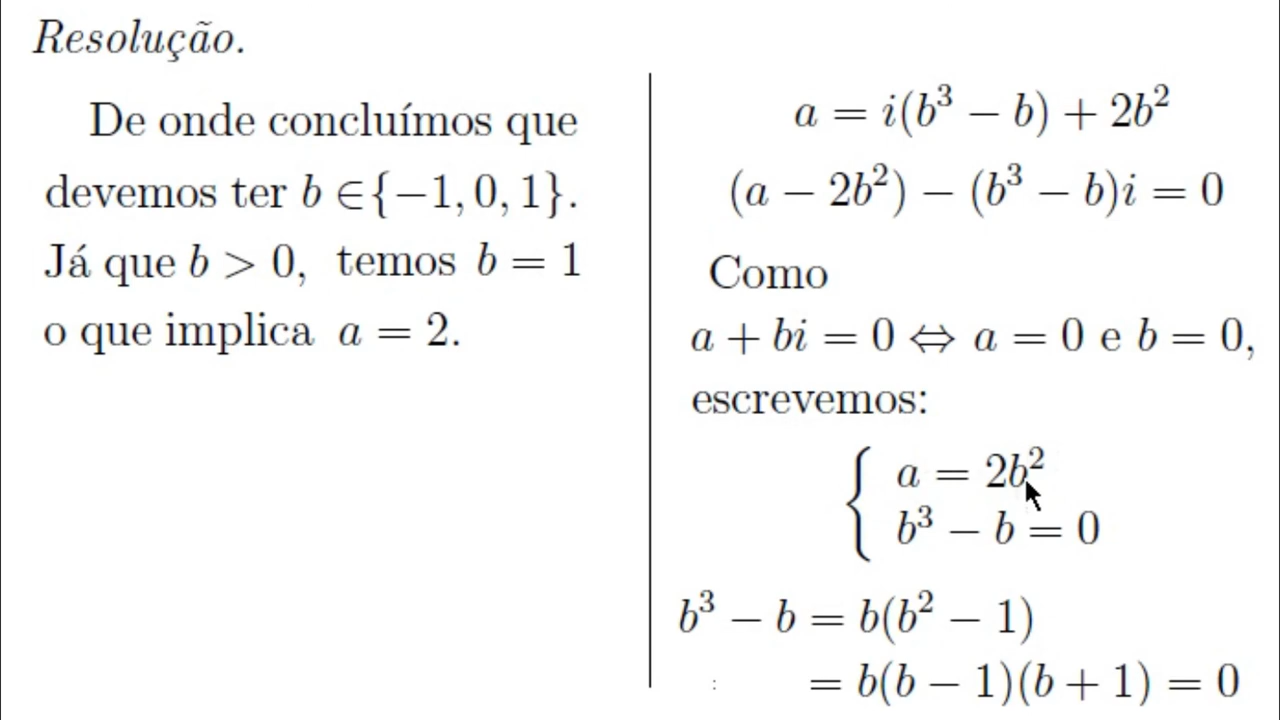 Resolução.
De onde concluímos que
devemos ter b ∈{−1, 0, 1}.
Já que b > 0, temos b = 1
o que implica a = 2.
a = i(b³ − b) + 2b²
(a − 2b²) − (b³ − b)i = 0
Como
a + bi = 0 ⇔ a = 0 e b = 0,
escrevemos:
{ a = 2b²
b³ − b = 0
b³ − b = b(b² − 1)
= b(b − 1)(b + 1) = 0